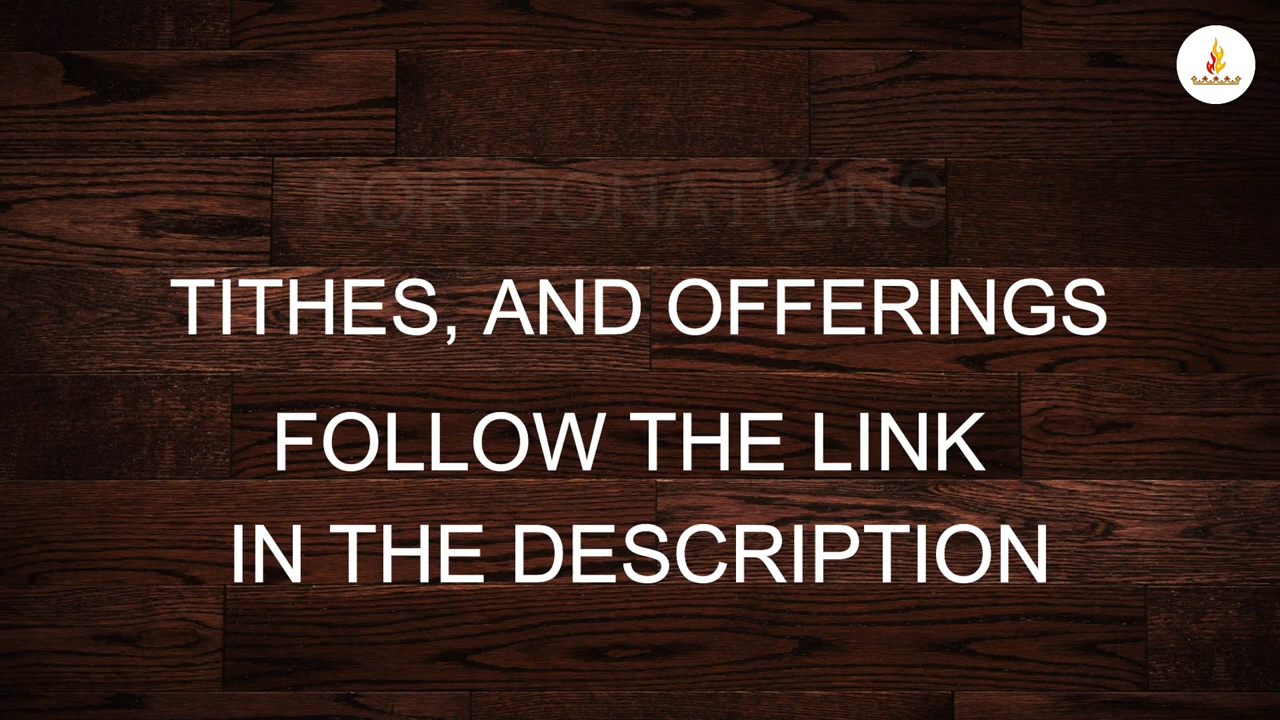 FOR DONATIONS,
TITHES, AND OFFERINGS
FOLLOW THE LINK
IN THE DESCRIPTION